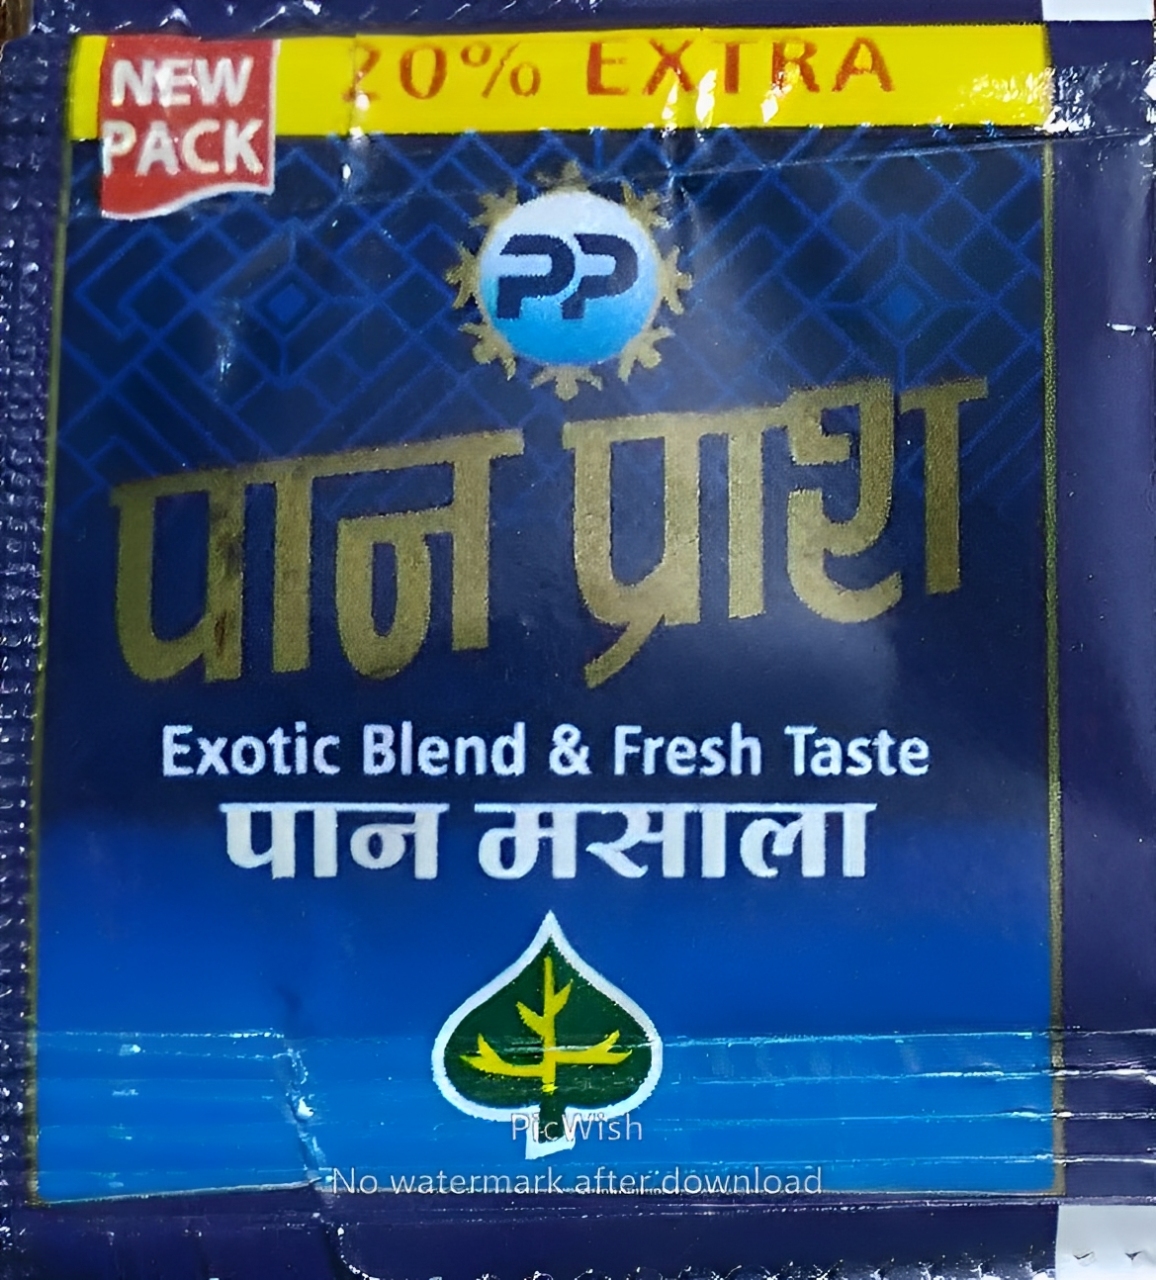 NEW
PACK
20% EXTRA
PP
पान प्राश
Exotic Blend & Fresh Taste
पान मसाला
PicWish
No watermark after download